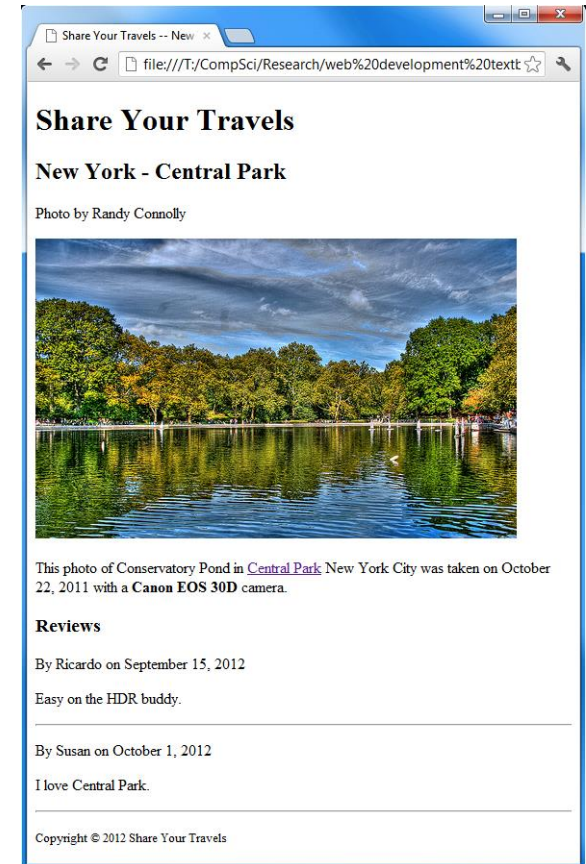 Share Your Travels -- New
file:///T:/CompSci/Research/web%20development%20textb
Share Your Travels
New York - Central Park
Photo by Randy Connolly
This photo of Conservatory Pond in Central Park New York City was taken on October
22, 2011 with a Canon EOS 30D camera.
Reviews
By Ricardo on September 15, 2012
Easy on the HDR buddy.
By Susan on October 1, 2012
I love Central Park.
Copyright © 2012 Share Your Travels